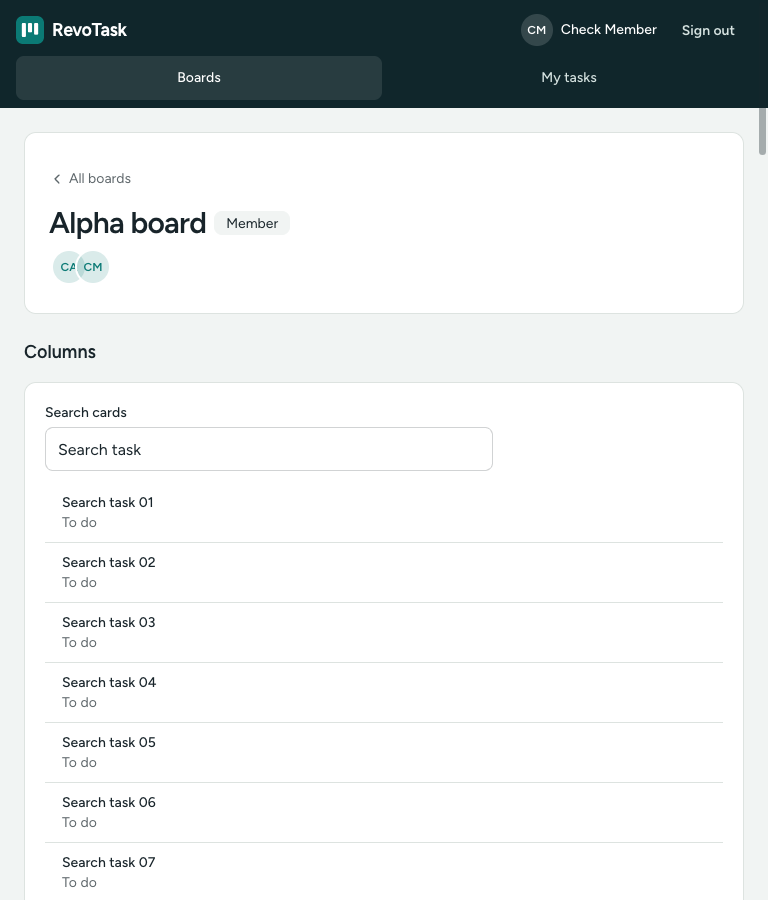 RevoTask
CM Check Member Sign out
Boards My tasks
All boards
Alpha board Member
CA CM
Columns
Search cards
Search task
Search task 01
To do
Search task 02
To do
Search task 03
To do
Search task 04
To do
Search task 05
To do
Search task 06
To do
Search task 07
To do